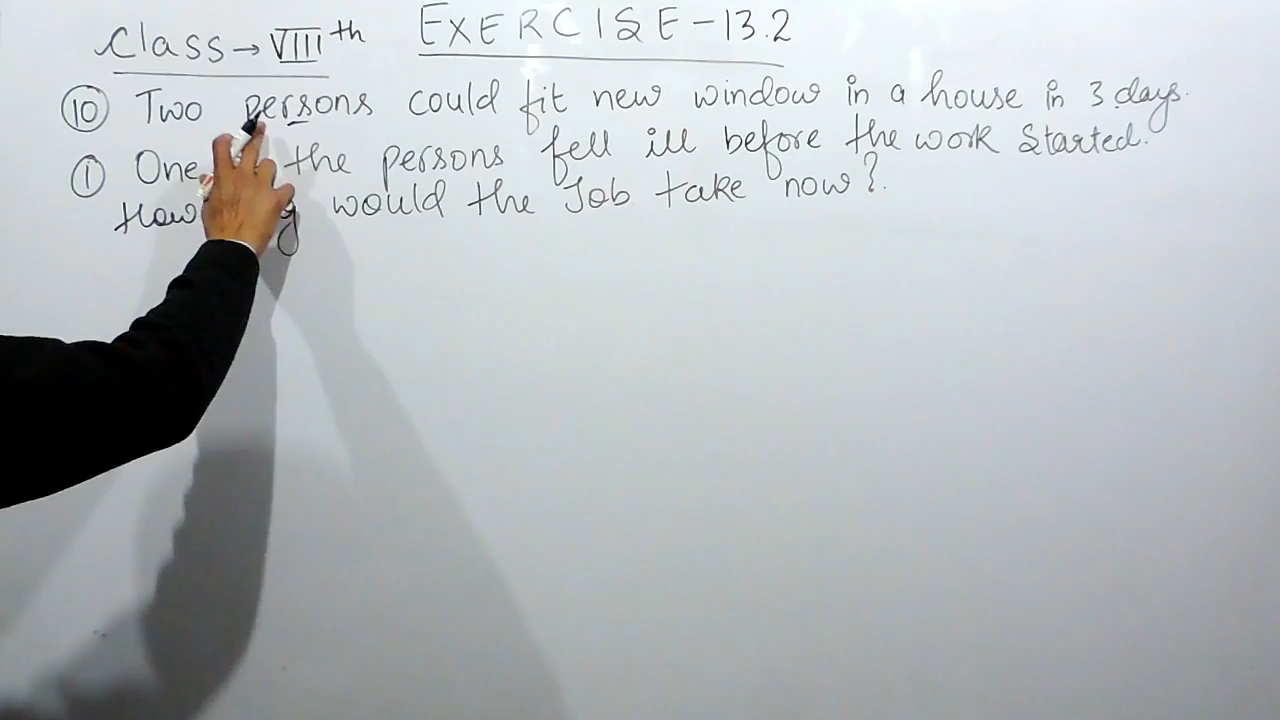 Class → VIIIth EXERCISE - 13.2
10 Two persons could fit new window in a house in 3 days.
1 One the persons fell ill before the work started.
How would the Job take now?